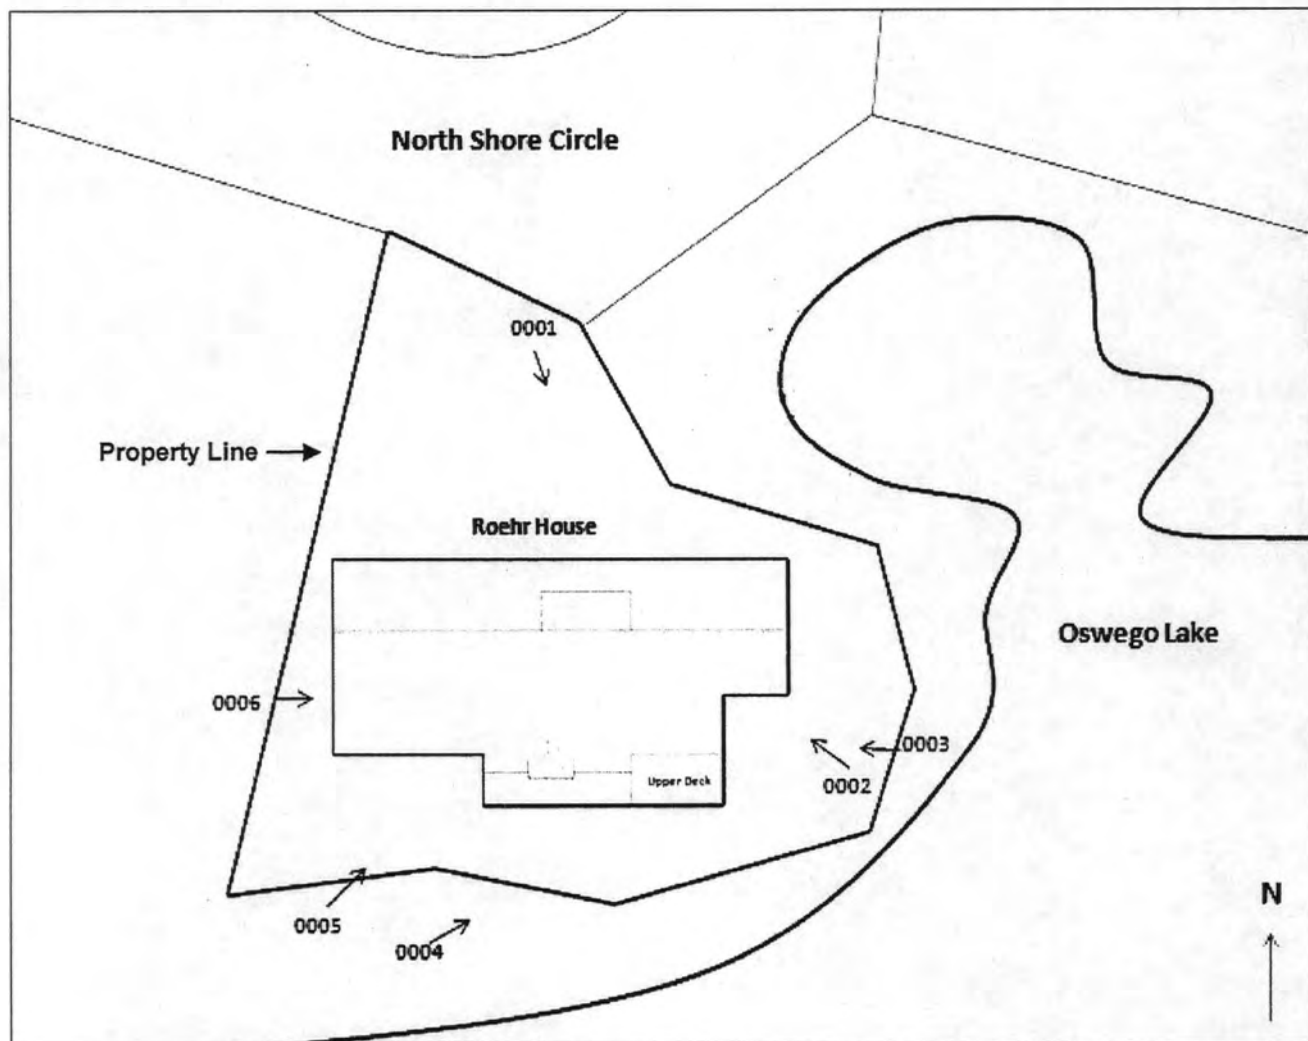 North Shore Circle
0001
Property Line
Roehr House
Oswego Lake
0006
0003
Upper Deck
0002
N
0005
0004